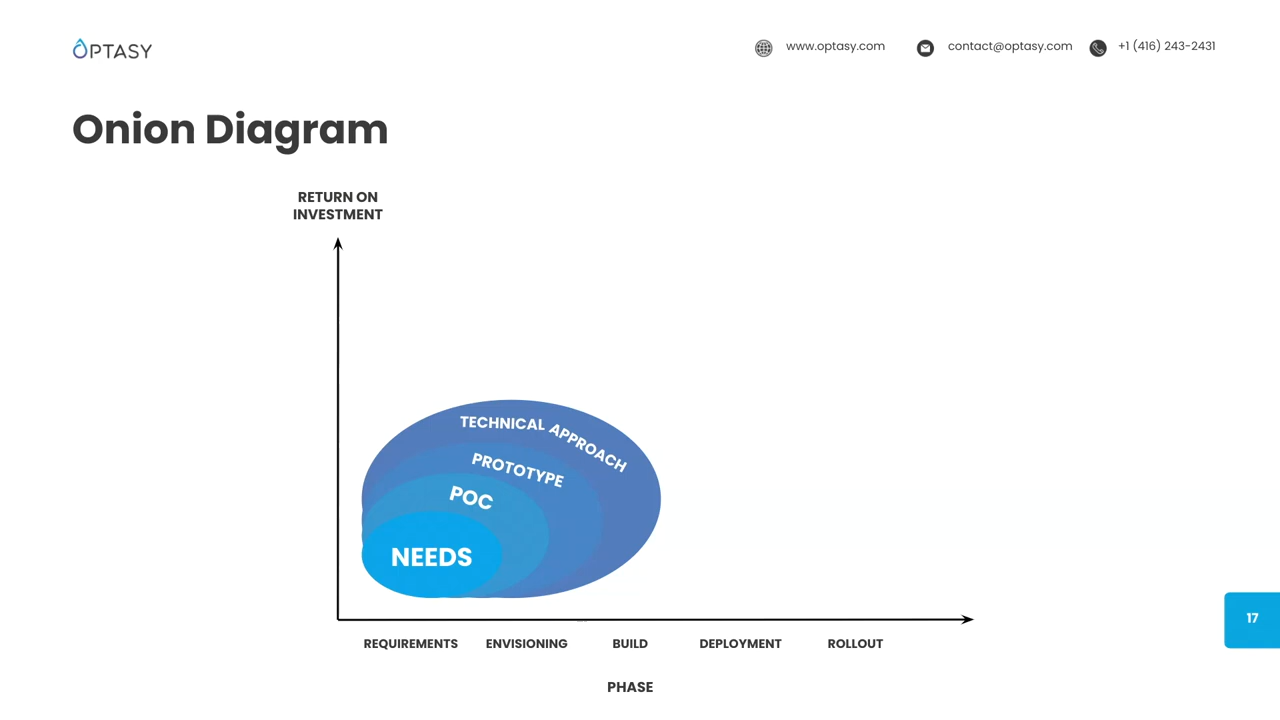 OPTASY
www.optasy.com
contact@optasy.com
+1 (416) 243-2431
Onion Diagram
RETURN ON
INVESTMENT
TECHNICAL APPROACH
PROTOTYPE
POC
NEEDS
17
REQUIREMENTS
ENVISIONING
BUILD
DEPLOYMENT
ROLLOUT
PHASE